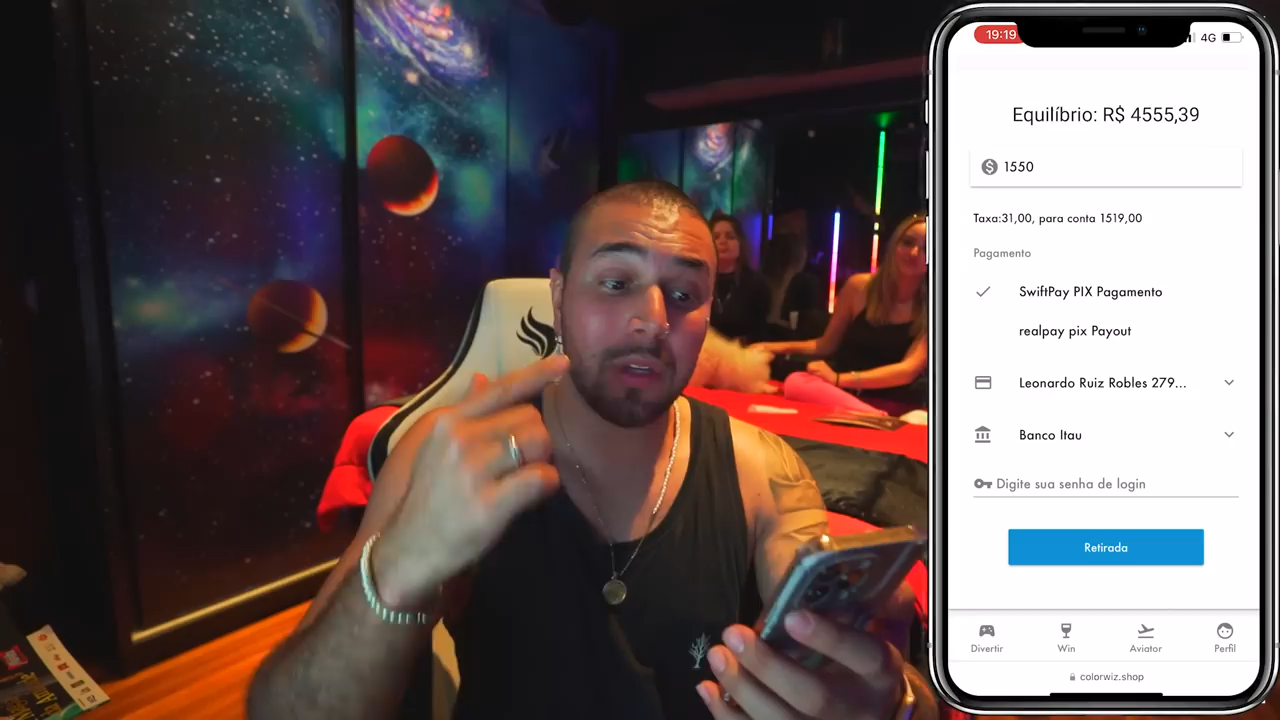 19:19
4G
Equilíbrio: R$ 4555,39
1550
Taxa:31,00, para conta 1519,00
Pagamento
SwiftPay PIX Pagamento
realpay pix Payout
Leonardo Ruiz Robles 279...
Banco Itau
Digite sua senha de login
Retirada
Divertir
Win
Aviator
Perfil
colorwiz.shop